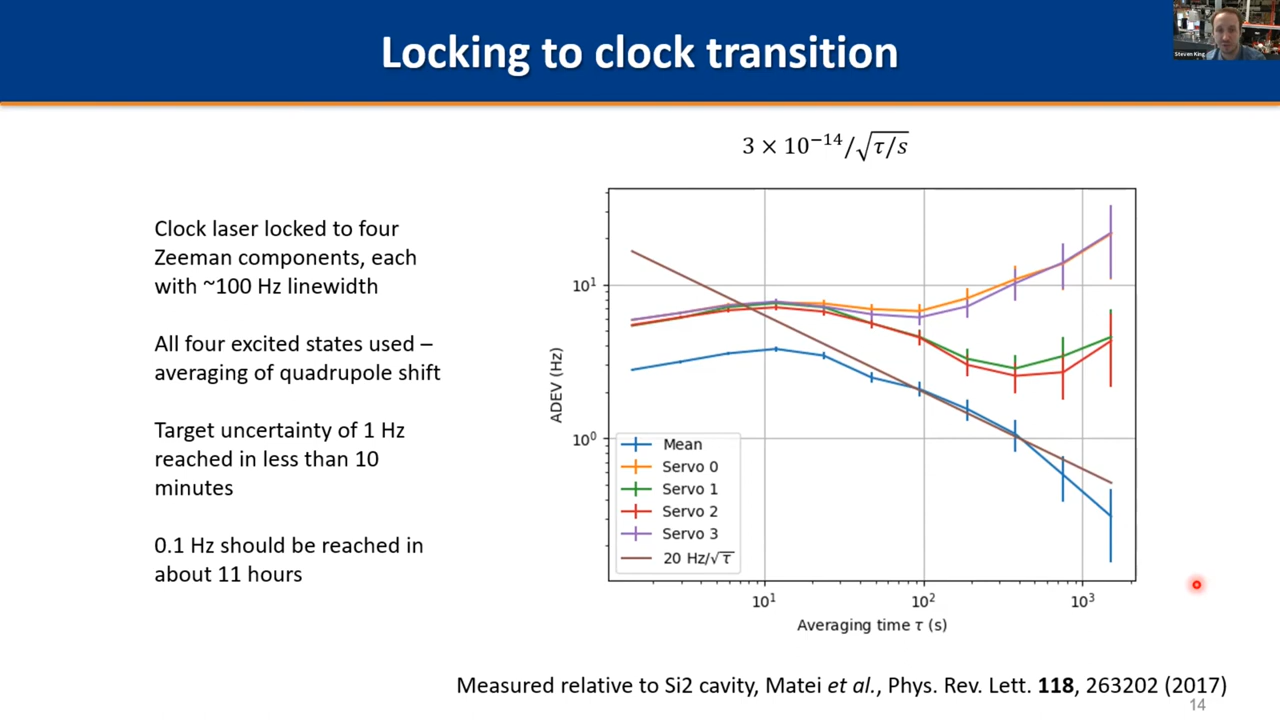 Locking to clock transition
Steven King
3 × 10⁻¹⁴/√τ/s
Clock laser locked to four
Zeeman components, each
with ~100 Hz linewidth
All four excited states used –
averaging of quadrupole shift
Target uncertainty of 1 Hz
reached in less than 10
minutes
0.1 Hz should be reached in
about 11 hours
ADEV (Hz)
10¹
10⁰
Mean
Servo 0
Servo 1
Servo 2
Servo 3
20 Hz/√τ
10¹ 10² 10³
Averaging time τ (s)
Measured relative to Si2 cavity, Matei et al., Phys. Rev. Lett. 118, 263202 (2017)
14